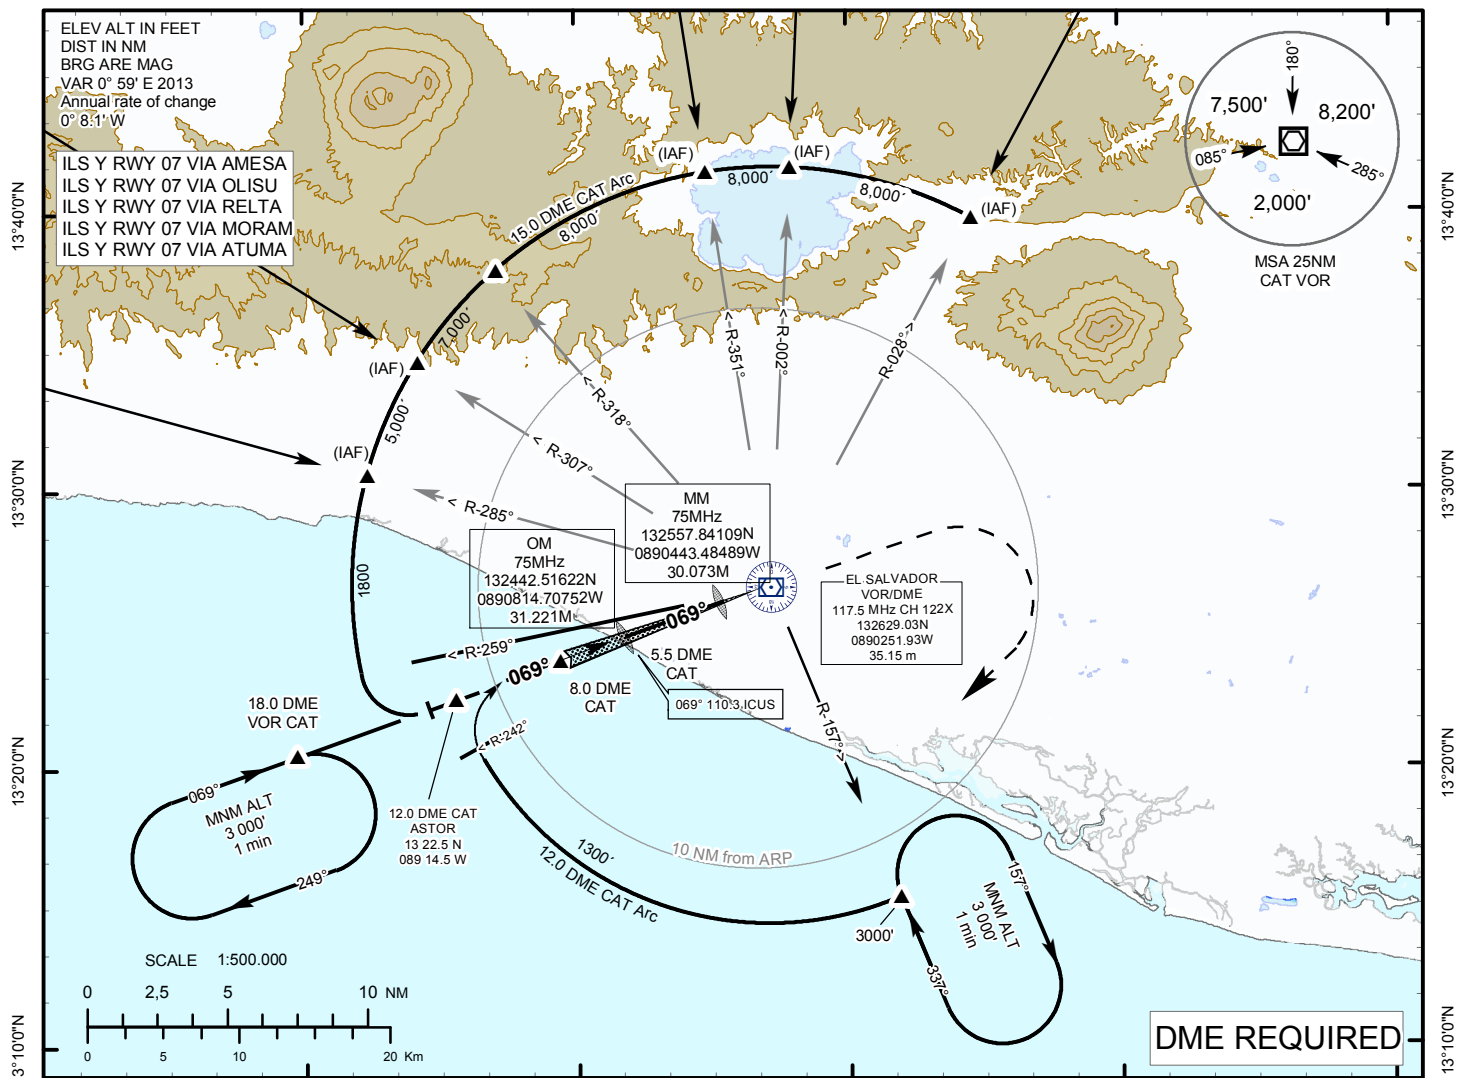 ELEV ALT IN FEET
DIST IN NM
BRG ARE MAG
VAR 0° 59' E 2013
Annual rate of change
0° 8.1' W
ILS Y RWY 07 VIA AMESA
ILS Y RWY 07 VIA OLISU
ILS Y RWY 07 VIA RELTA
ILS Y RWY 07 VIA MORAM
ILS Y RWY 07 VIA ATUMA
180°
7,500'
8,200'
085°
285°
2,000'
MSA 25NM
CAT VOR
(IAF)
(IAF)
(IAF)
(IAF)
(IAF)
8,000´
8,000´
15.0 DME CAT Arc
8,000´
7,000´
5,000´
1800
<-R-351°
<-R-002°
R-028°>
<-R-318°
< R-307°
< R-285°
MM
75MHz
132557.84109N
0890443.48489W
30.073M
OM
75MHz
132442.51622N
0890814.70752W
31.221M
EL SALVADOR
VOR/DME
117.5 MHz CH 122X
132629.03N
0890251.93W
35.15 m
< R-259°
069°
069°
5.5 DME
CAT
8.0 DME
CAT
069° 110.3 ICUS
18.0 DME
VOR CAT
< R-242°
R-157°>
069°
MNM ALT
3 000'
1 min
249°
12.0 DME CAT
ASTOR
13 22.5 N
089 14.5 W
1300´
12.0 DME CAT Arc
10 NM from ARP
3000'
157°
MNM ALT
3 000'
1 min
337°
SCALE 1:500.000
0 2,5 5 10 NM
0 5 10 20 Km
DME REQUIRED
13°40'0"N
13°30'0"N
13°20'0"N
3°10'0"N
13°40'0"N
13°30'0"N
13°20'0"N
13°10'0"N